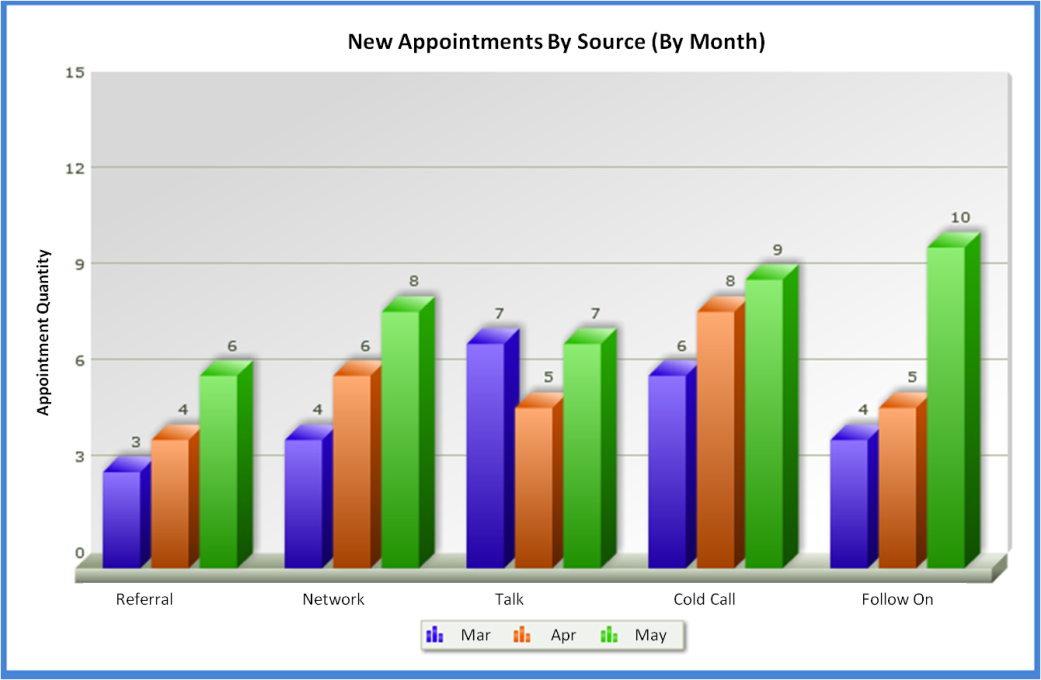 New Appointments By Source (By Month)
Appointment Quantity
15
12
9
6
3
0
3
4
6
4
6
8
7
5
7
6
8
9
4
5
10
Referral
Network
Talk
Cold Call
Follow On
Mar
Apr
May